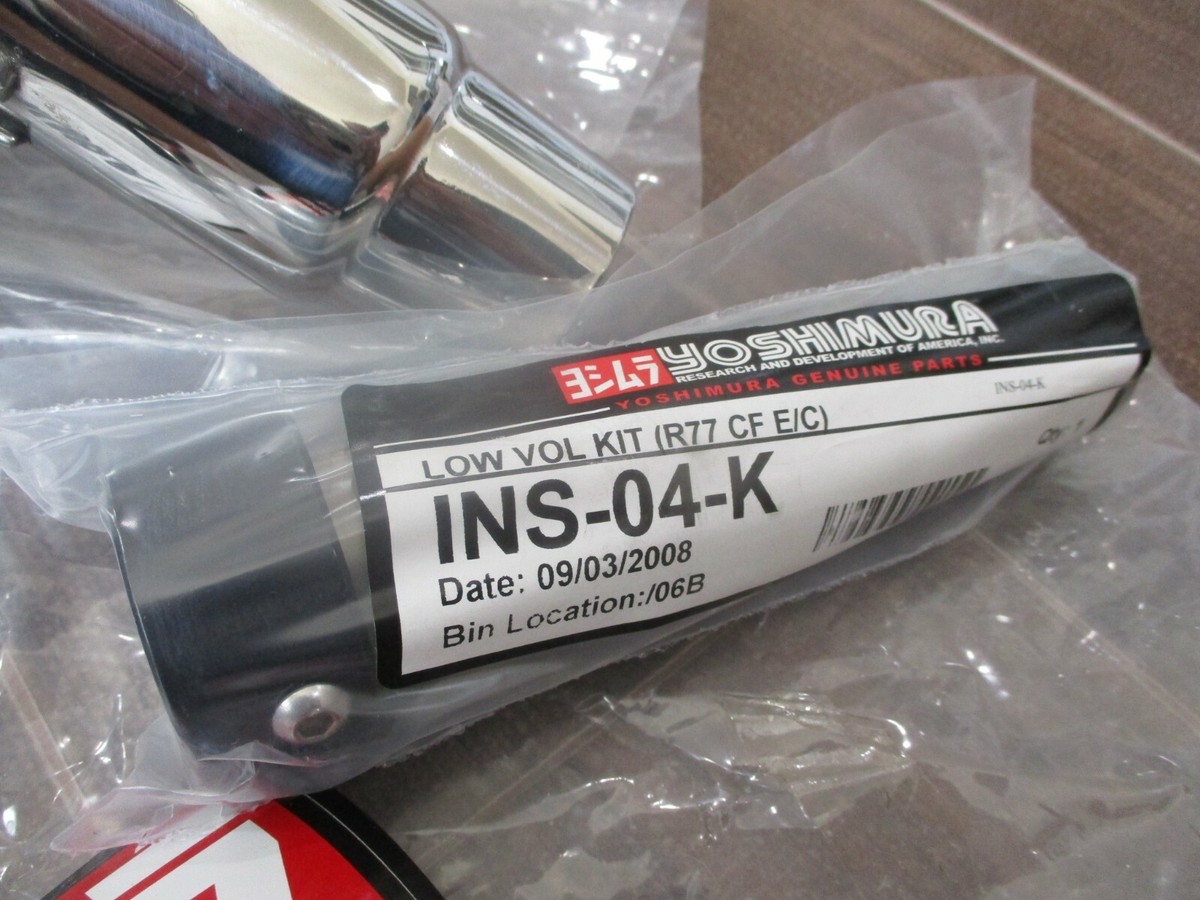 ヨシムラ YOSHIMURA
RESEARCH AND DEVELOPMENT OF AMERICA, INC.
YOSHIMURA GENUINE PARTS
INS-04-K
LOW VOL KIT (R77 CF E/C)
INS-04-K
Date: 09/03/2008
Bin Location:/06B